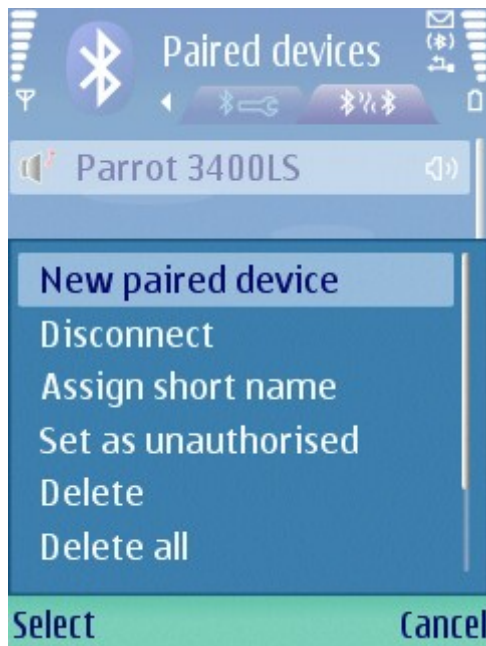 Paired devices
Parrot 3400LS
New paired device
Disconnect
Assign short name
Set as unauthorised
Delete
Delete all
Select Cancel